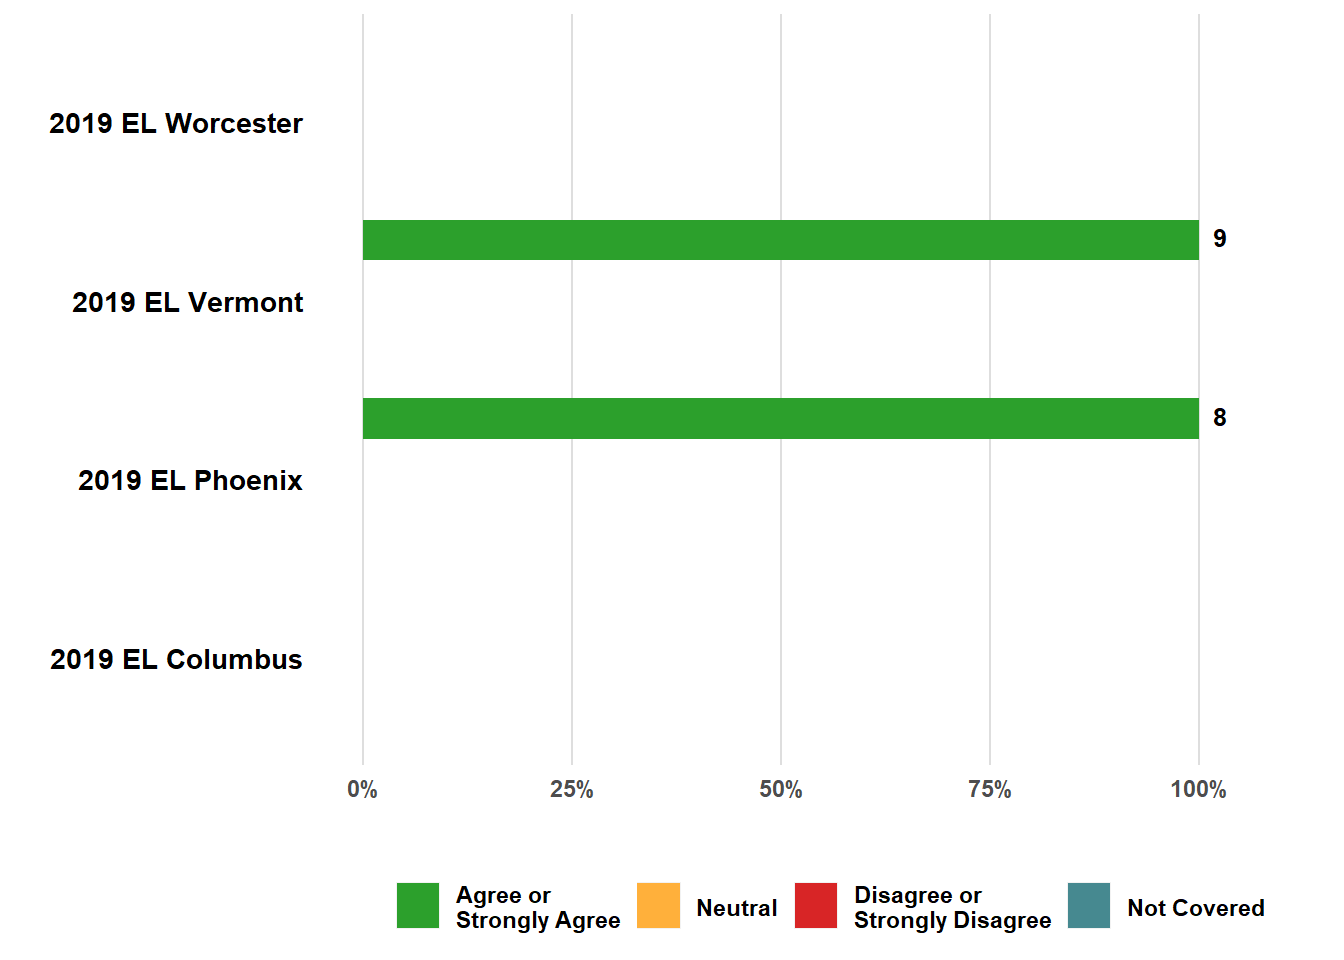 2019 EL Worcester
9
2019 EL Vermont
8
2019 EL Phoenix
2019 EL Columbus
0% 25% 50% 75% 100%
Agree or
Strongly Agree
Neutral
Disagree or
Strongly Disagree
Not Covered